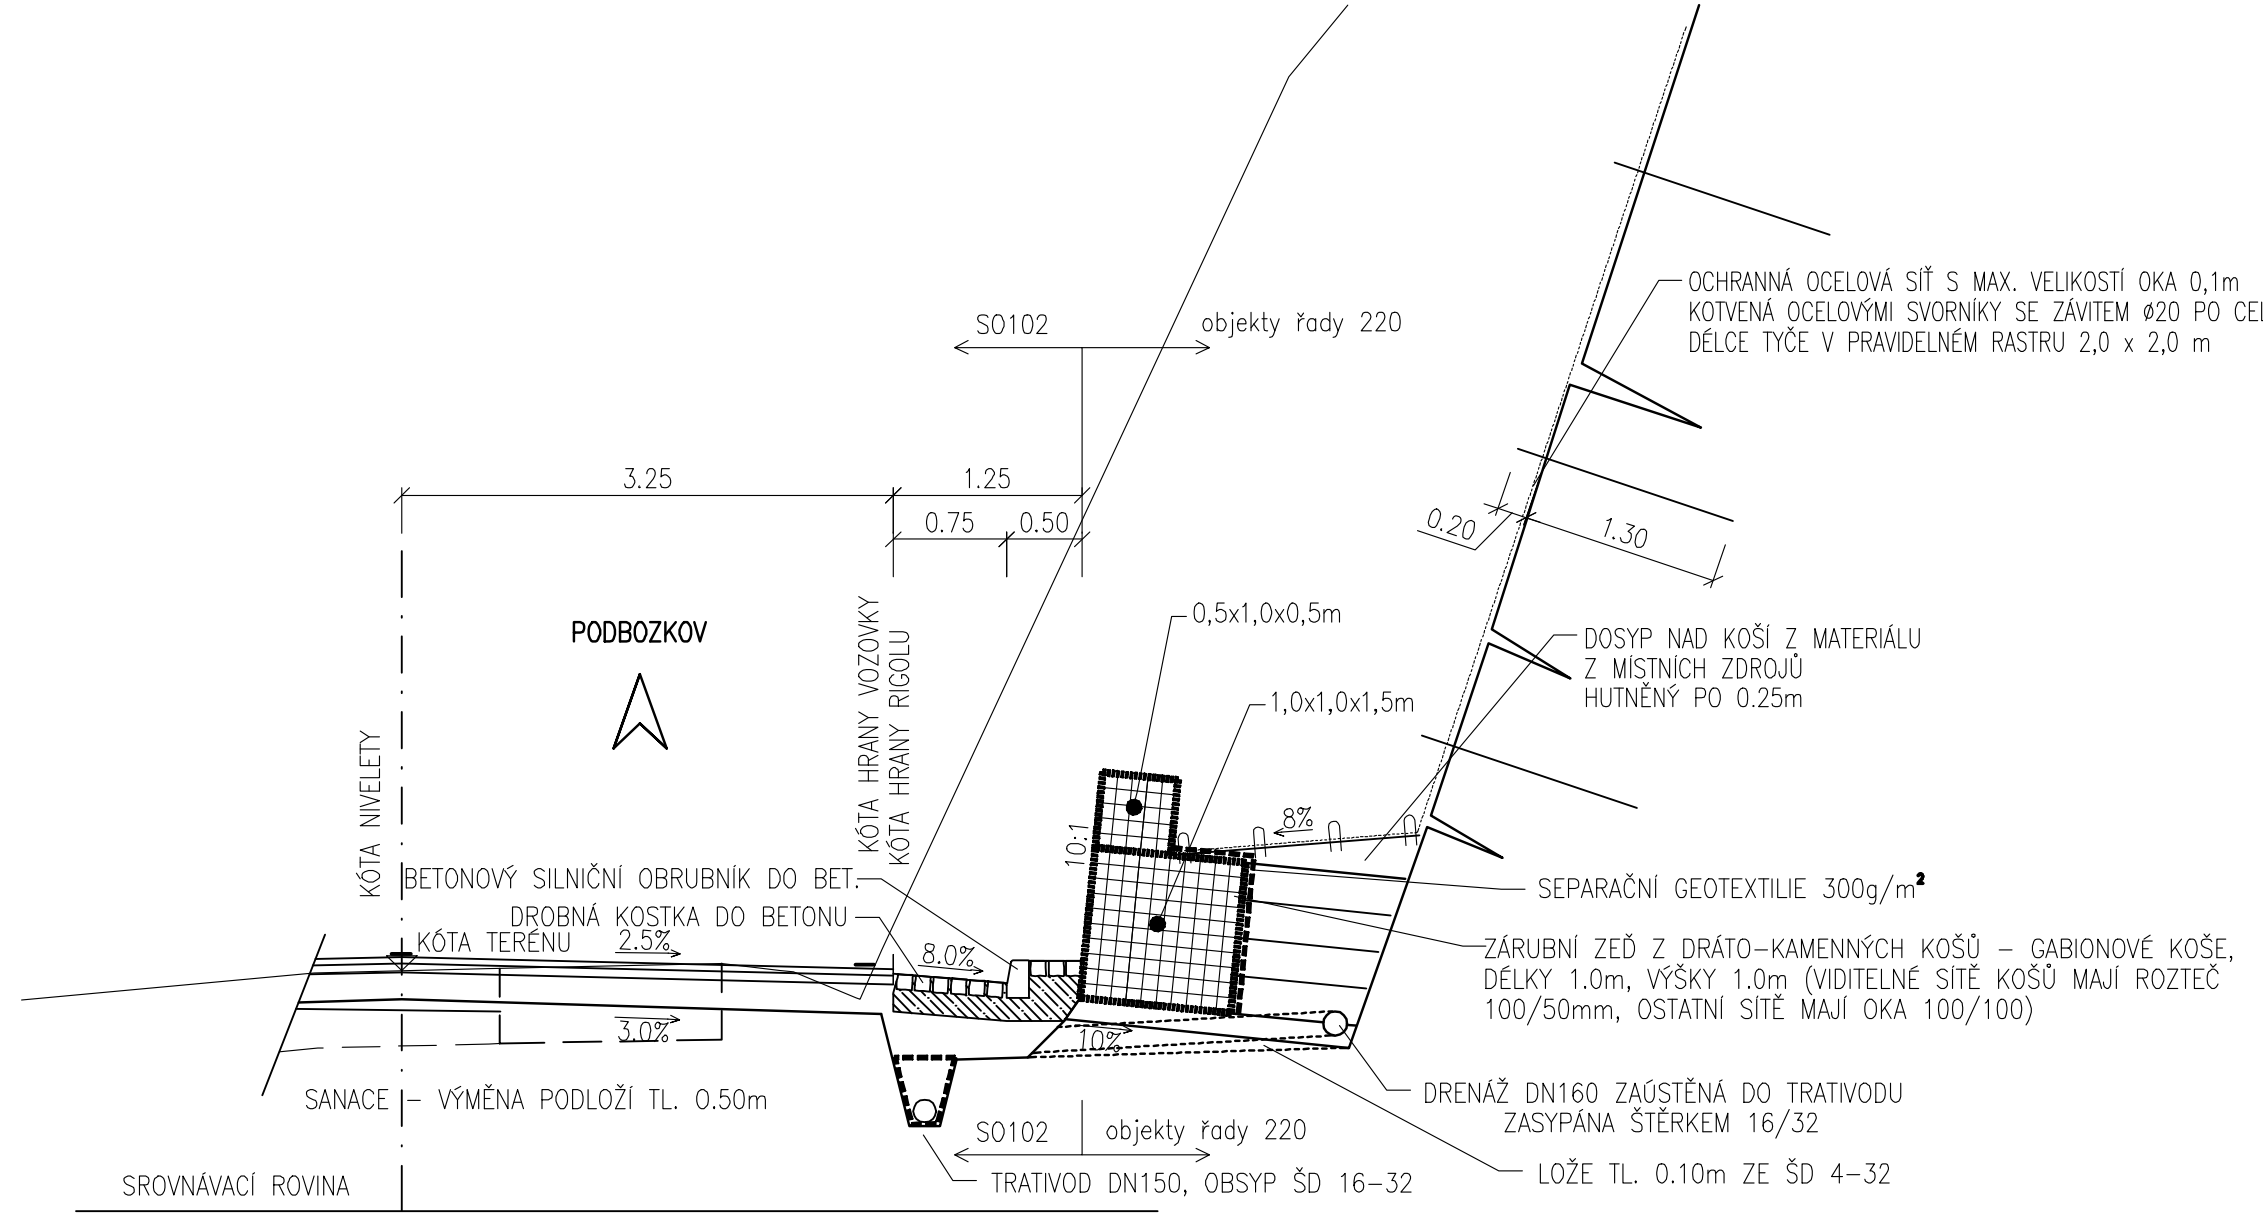 OCHRANNÁ OCELOVÁ SÍŤ S MAX. VELIKOSTÍ OKA 0,1m
KOTVENÁ OCELOVÝMI SVORNÍKY SE ZÁVITEM ø20 PO CEL
DÉLCE TYČE V PRAVIDELNÉM RASTRU 2,0 x 2,0 m
SO102
objekty řady 220
3.25
1.25
0.75
0.50
0.20
1.30
PODBOZKOV
KÓTA NIVELETY
KÓTA HRANY VOZOVKY
KÓTA HRANY RIGOLU
0,5x1,0x0,5m
1,0x1,0x1,5m
DOSYP NAD KOŠÍ Z MATERIÁLU
Z MÍSTNÍCH ZDROJŮ
HUTNĚNÝ PO 0.25m
10:1
8%
BETONOVÝ SILNIČNÍ OBRUBNÍK DO BET.
DROBNÁ KOSTKA DO BETONU
KÓTA TERÉNU
2.5%
8.0%
3.0%
10%
SEPARAČNÍ GEOTEXTILIE 300g/m²
ZÁRUBNÍ ZEĎ Z DRÁTO-KAMENNÝCH KOŠŮ – GABIONOVÉ KOŠE,
DÉLKY 1.0m, VÝŠKY 1.0m (VIDITELNÉ SÍTĚ KOŠŮ MAJÍ ROZTEČ
100/50mm, OSTATNÍ SÍTĚ MAJÍ OKA 100/100)
SANACE – VÝMĚNA PODLOŽÍ TL. 0.50m
DRENÁŽ DN160 ZAÚSTĚNÁ DO TRATIVODU
ZASYPÁNA ŠTĚRKEM 16/32
SO102
objekty řady 220
LOŽE TL. 0.10m ZE ŠD 4-32
TRATIVOD DN150, OBSYP ŠD 16-32
SROVNÁVACÍ ROVINA